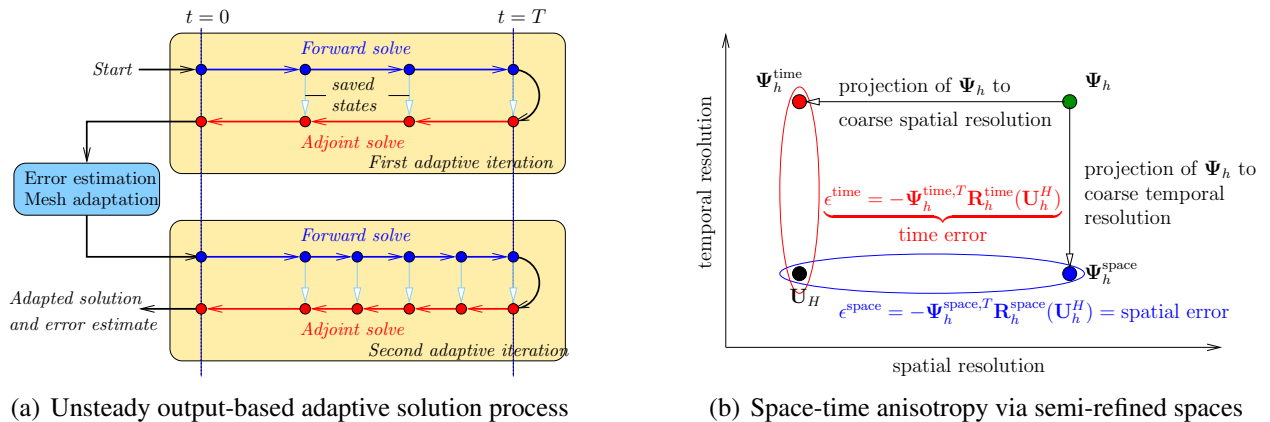 t = 0
t = T
Forward solve
Start
saved
states
Adjoint solve
First adaptive iteration
Error estimation
Mesh adaptation
Forward solve
Adapted solution
and error estimate
Adjoint solve
Second adaptive iteration
(a) Unsteady output-based adaptive solution process
temporal resolution
Ψ_h^time
projection of Ψ_h to
coarse spatial resolution
Ψ_h
projection of Ψ_h to
coarse temporal
resolution
ϵ^time = −Ψ_h^{time,T} R_h^time(U_h^H)
time error
Ψ_h^space
U_H
ϵ^space = −Ψ_h^{space,T} R_h^space(U_h^H) = spatial error
spatial resolution
(b) Space-time anisotropy via semi-refined spaces